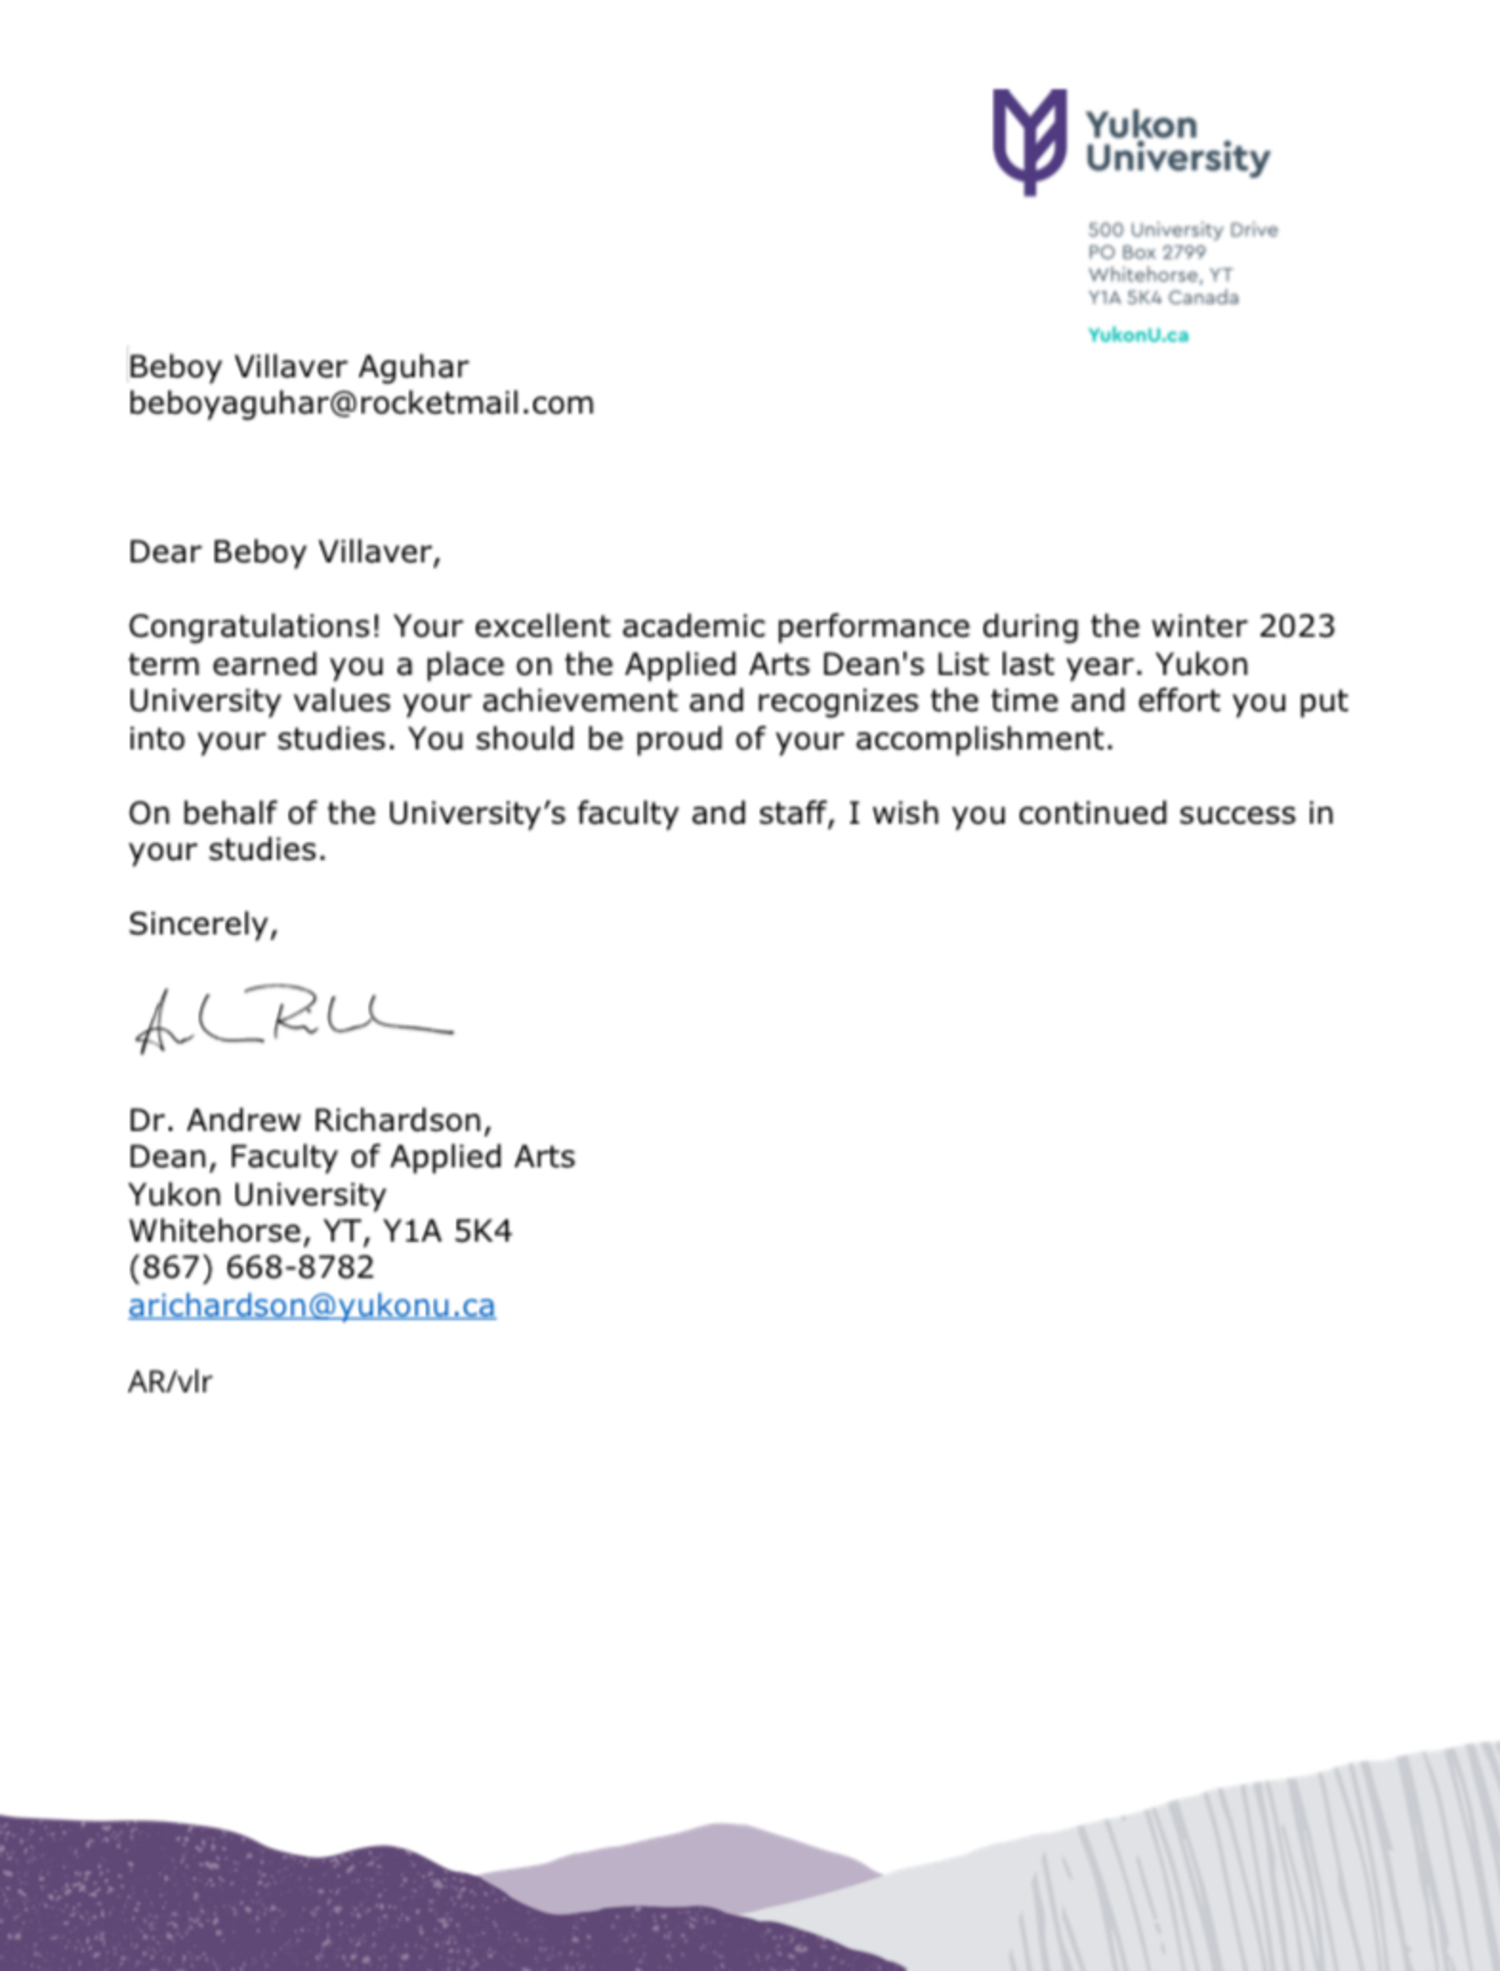 Yukon
University
500 University Drive
PO Box 2799
Whitehorse, YT
Y1A 5K4 Canada
YukonU.ca
Beboy Villaver Aguhar
beboyaguhar@rocketmail.com
Dear Beboy Villaver,
Congratulations! Your excellent academic performance during the winter 2023
term earned you a place on the Applied Arts Dean's List last year. Yukon
University values your achievement and recognizes the time and effort you put
into your studies. You should be proud of your accomplishment.
On behalf of the University’s faculty and staff, I wish you continued success in
your studies.
Sincerely,
Dr. Andrew Richardson,
Dean, Faculty of Applied Arts
Yukon University
Whitehorse, YT, Y1A 5K4
(867) 668-8782
arichardson@yukonu.ca
AR/vlr